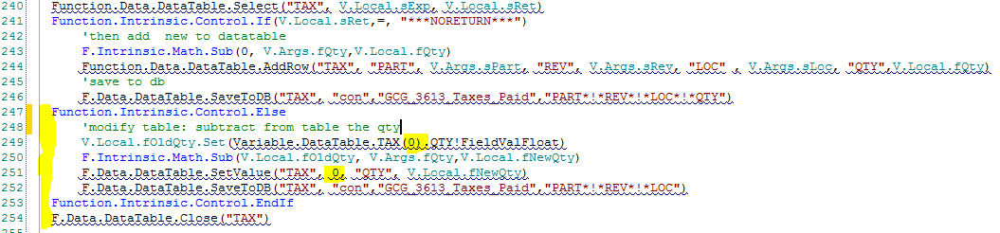 240 Function.Data.DataTable.Select("TAX", V.Local.sExp, V.Local.sRet)
241 Function.Intrinsic.Control.If(V.Local.sRet,=, "***NORETURN***")
242 'then add  new to datatable
243 F.Intrinsic.Math.Sub(0, V.Args.fQty,V.Local.fQty)
244 Function.Data.DataTable.AddRow("TAX", "PART", V.Args.sPart, "REV", V.Args.sRev, "LOC" , V.Args.sLoc, "QTY",V.Local.fQty)
245 'save to db
246 F.Data.DataTable.SaveToDB("TAX", "con","GCG_3613_Taxes_Paid","PART*!*REV*!*LOC*!*QTY")
247 Function.Intrinsic.Control.Else
248 'modify table: subtract from table the qty
249 V.Local.fOldQty.Set(Variable.DataTable.TAX(0).QTY!FieldValFloat)
250 F.Intrinsic.Math.Sub(V.Local.fOldQty, V.Args.fQty,V.Local.fNewQty)
251 F.Data.DataTable.SetValue("TAX", 0, "QTY", V.Local.fNewQty)
252 F.Data.DataTable.SaveToDB("TAX", "con","GCG_3613_Taxes_Paid","PART*!*REV*!*LOC")
253 Function.Intrinsic.Control.EndIf
254 F.Data.DataTable.Close("TAX")